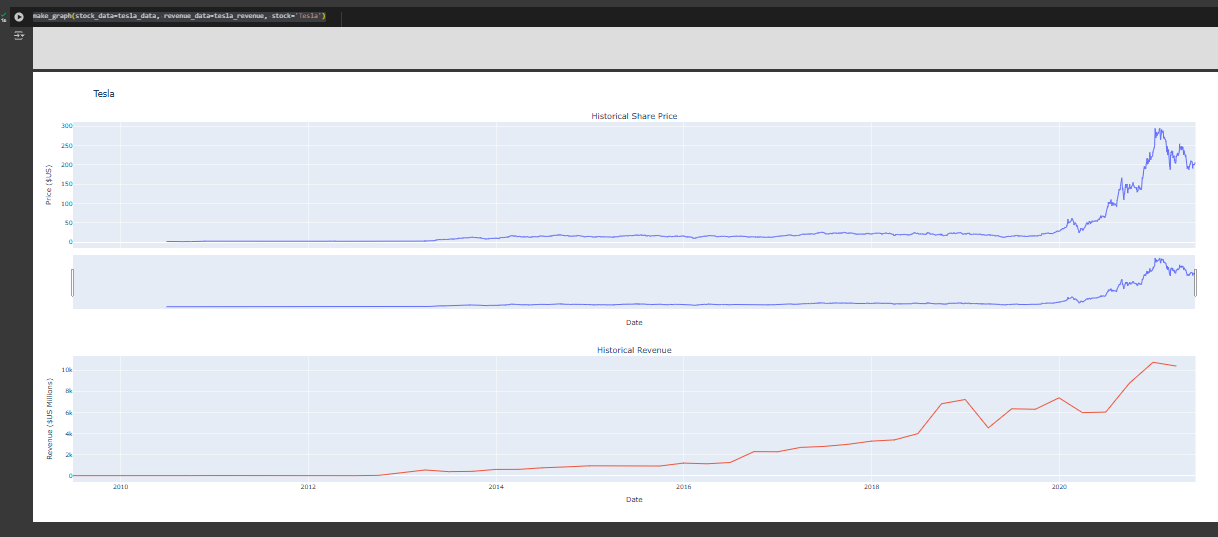 make_graph(stock_data=tesla_data, revenue_data=tesla_revenue, stock='Tesla')
Tesla
Historical Share Price
300
250
200
150
100
50
0
Price ($US)
Date
Historical Revenue
10k
8k
6k
4k
2k
0
Revenue ($US Millions)
2010 2012 2014 2016 2018 2020
Date